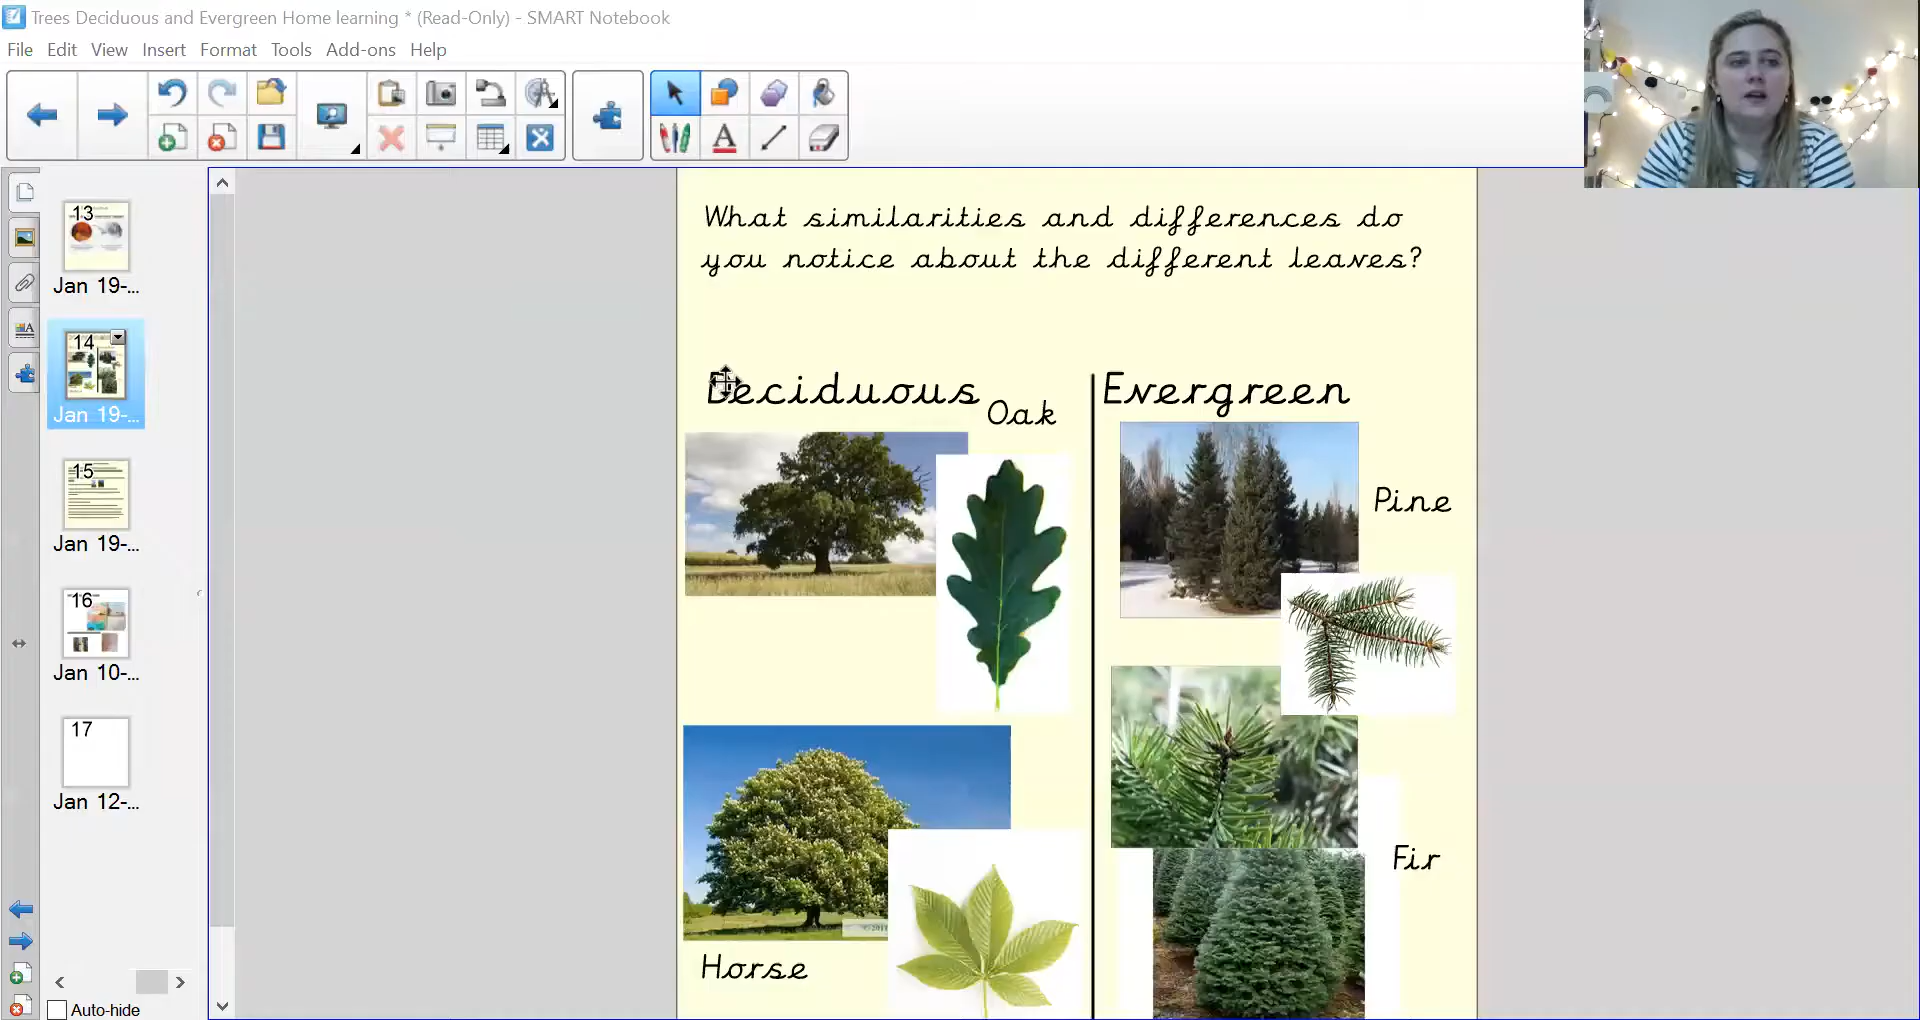 Trees Deciduous and Evergreen Home learning * (Read-Only) - SMART Notebook
File Edit View Insert Format Tools Add-ons Help
13
Jan 19-...
14
Jan 19-...
15
Jan 19-...
16
Jan 10-...
17
Jan 12-...
Auto-hide
What similarities and differences do
you notice about the different leaves?
Deciduous
Oak
Horse
Evergreen
Pine
Fir